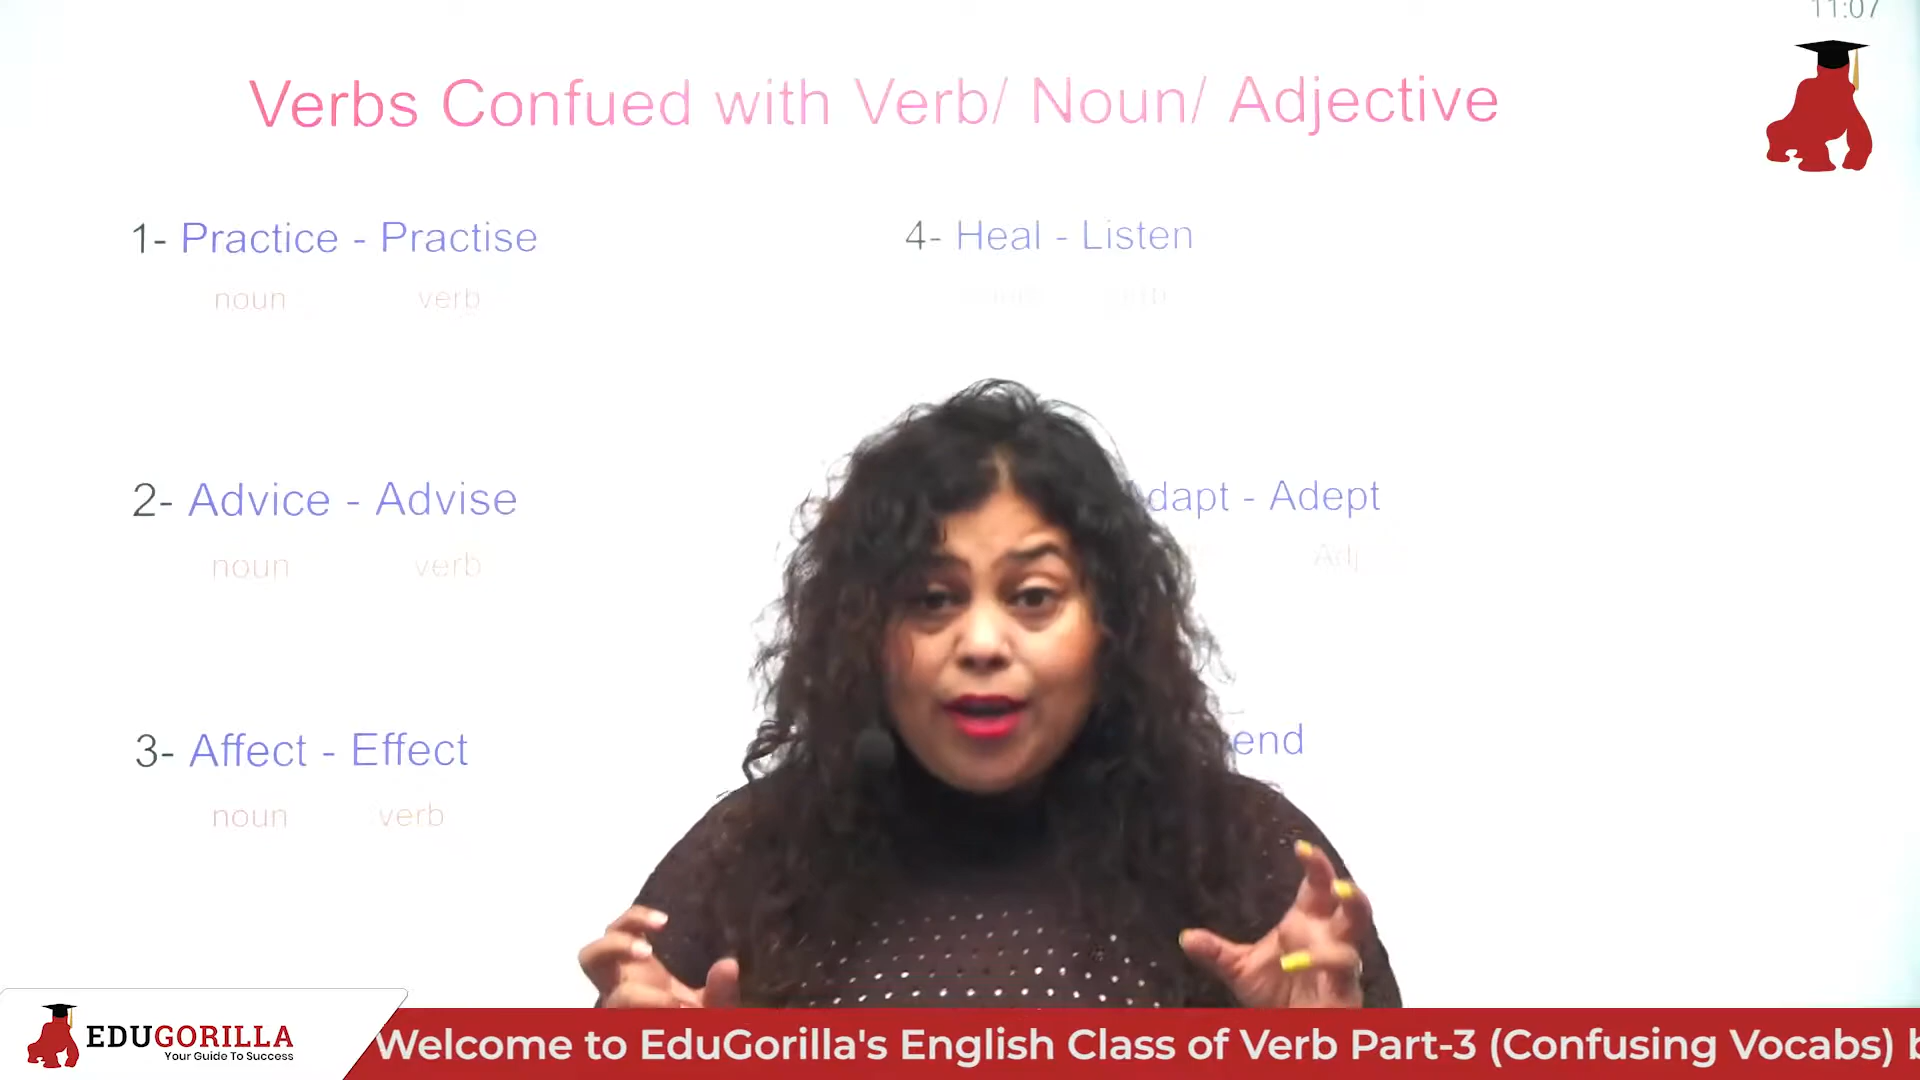 11:07
Verbs Confued with Verb/ Noun/ Adjective
1- Practice - Practise
noun verb
2- Advice - Advise
noun verb
3- Affect - Effect
noun verb
4- Heal - Listen
verb
dapt - Adept
Adj
end
EDUGORILLA
Your Guide To Success
Welcome to EduGorilla's English Class of Verb Part-3 (Confusing Vocabs) b